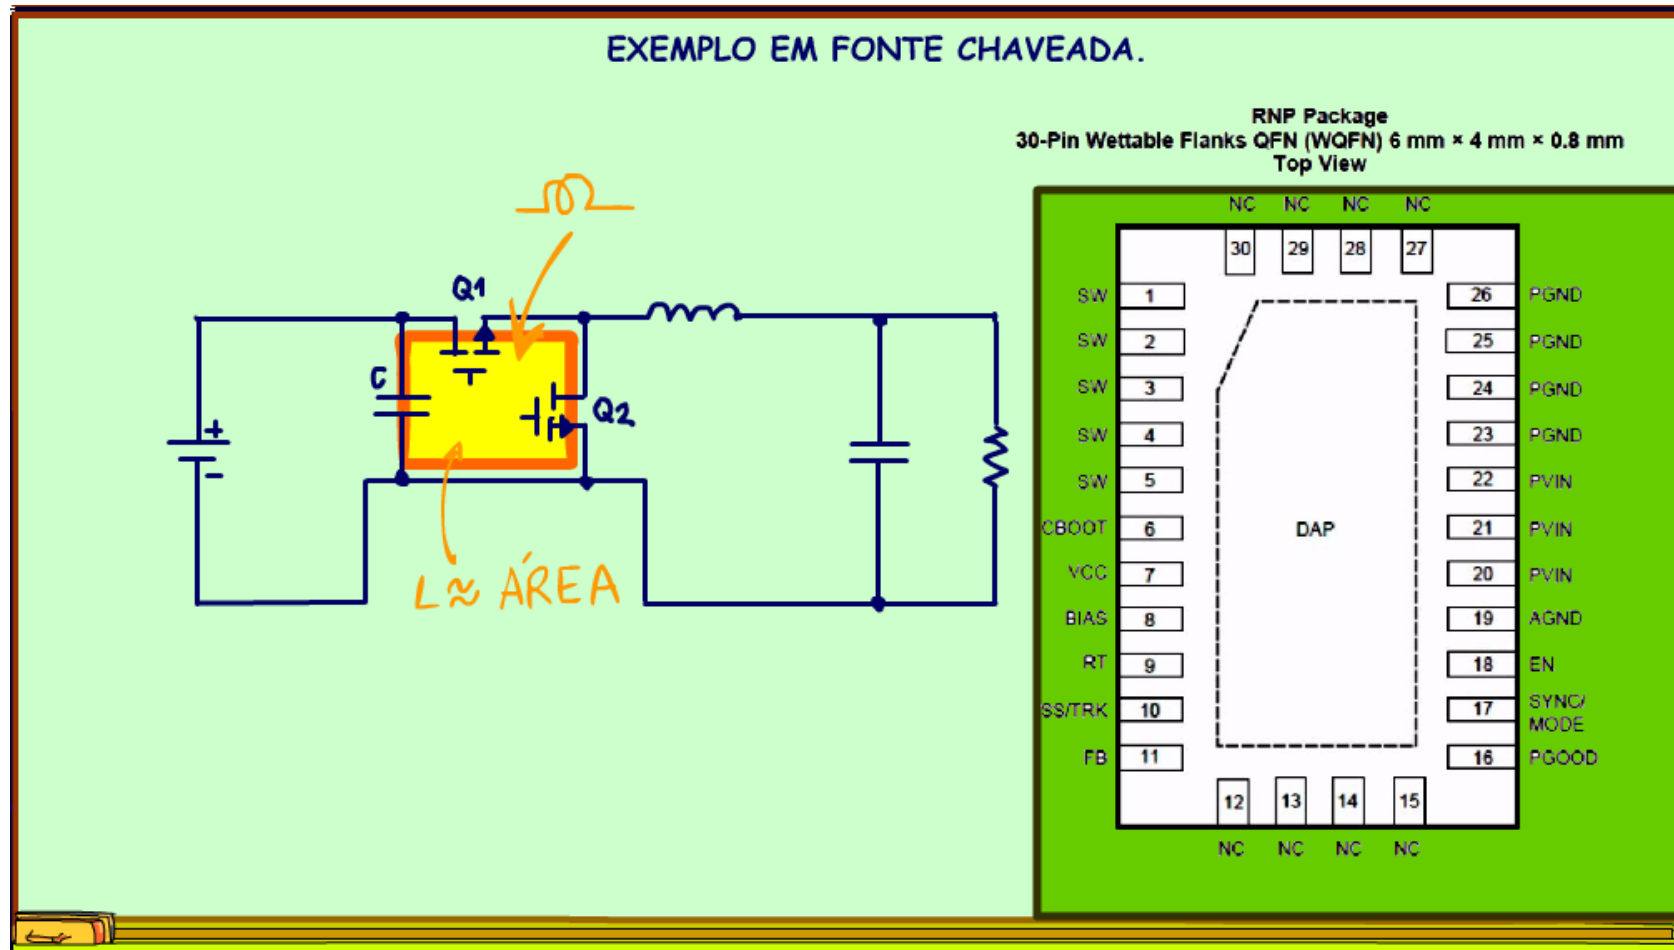 EXEMPLO EM FONTE CHAVEADA.
RNP Package
30-Pin Wettable Flanks QFN (WQFN) 6 mm × 4 mm × 0.8 mm
Top View
Q1
C
Q2
+
-
L ≈ ÁREA
NC NC NC NC
30 29 28 27
SW 1 26 PGND
SW 2 25 PGND
SW 3 24 PGND
SW 4 23 PGND
SW 5 22 PVIN
CBOOT 6 DAP 21 PVIN
VCC 7 20 PVIN
BIAS 8 19 AGND
RT 9 18 EN
SS/TRK 10 17 SYNC/
MODE
FB 11 16 PGOOD
12 13 14 15
NC NC NC NC